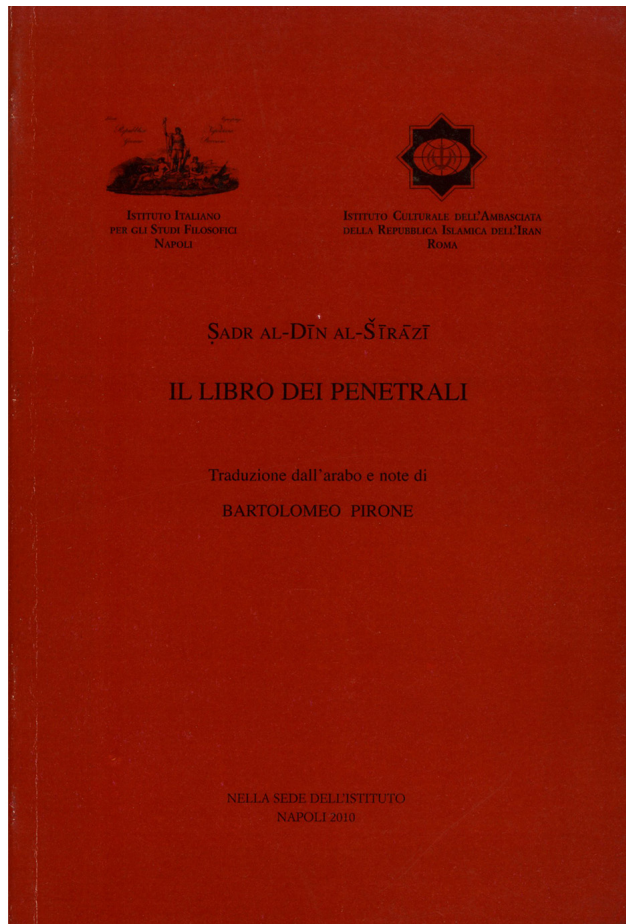 ISTITUTO ITALIANO
PER GLI STUDI FILOSOFICI
NAPOLI
ISTITUTO CULTURALE DELL'AMBASCIATA
DELLA REPUBBLICA ISLAMICA DELL'IRAN
ROMA
ṢADR AL-DĪN AL-ŠĪRĀZĪ
IL LIBRO DEI PENETRALI
Traduzione dall'arabo e note di
BARTOLOMEO PIRONE
NELLA SEDE DELL'ISTITUTO
NAPOLI 2010